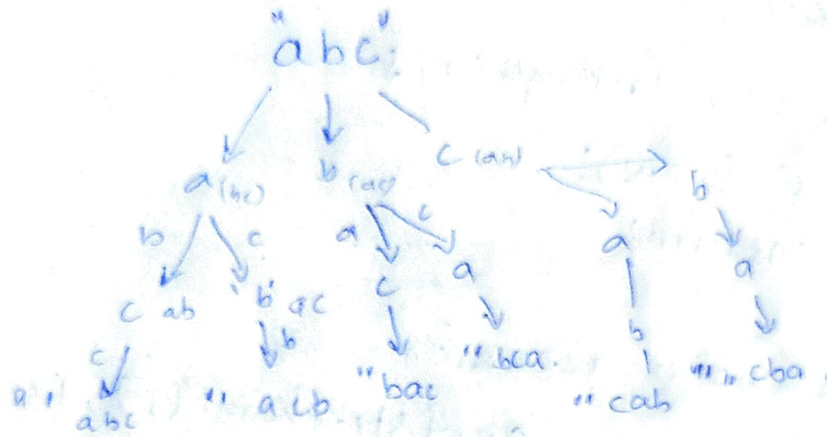 "abc"
a (bc) b (ac) c (ab) b
b c a c a
c ab "b" ac c a b a
c b "bac "bca. "" cba
" , abc " acb " cab